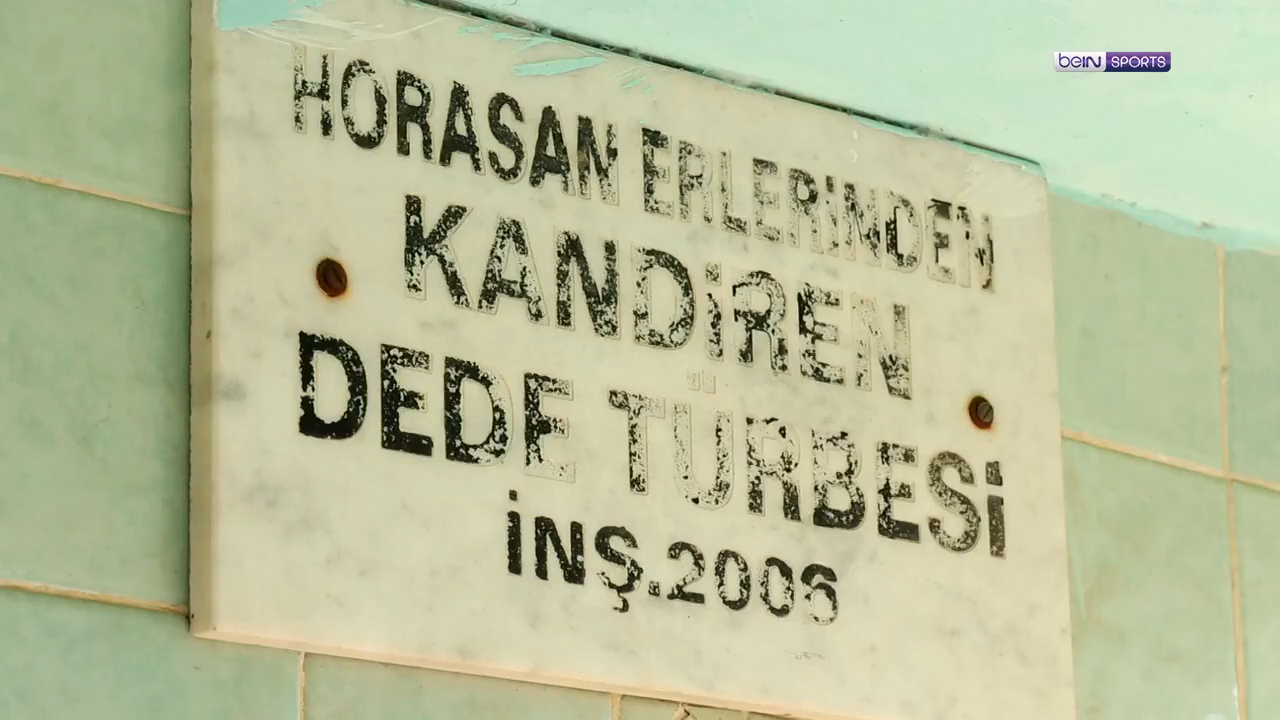 beIN SPORTS
HORASAN ERLERİNDEN
KANDİREN
DEDE TÜRBESİ
İNŞ.2006